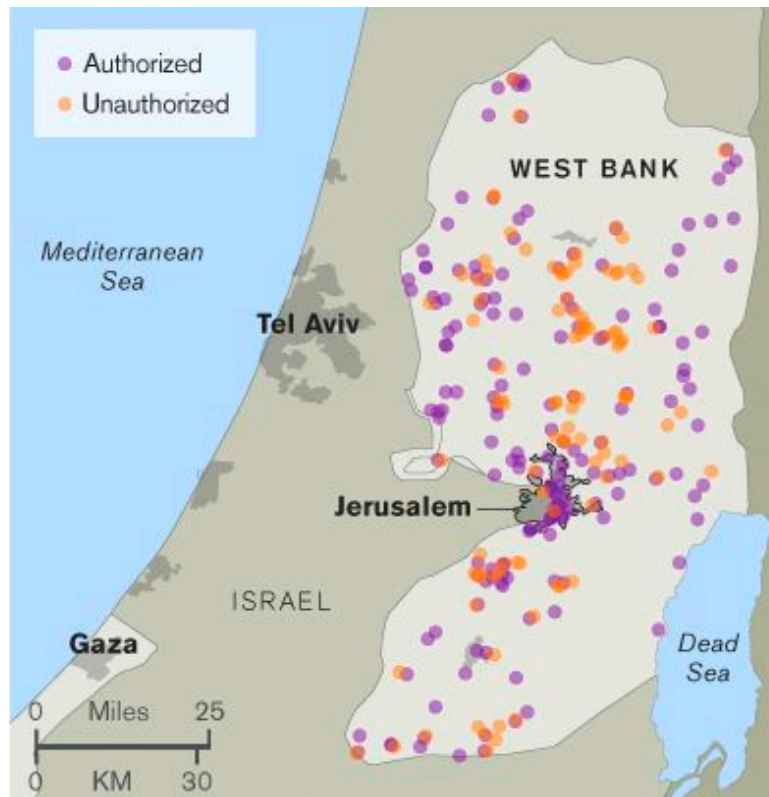 Authorized
Unauthorized
WEST BANK
Mediterranean
Sea
Tel Aviv
Jerusalem
ISRAEL
Gaza
Dead
Sea
0 Miles 25
0 KM 30